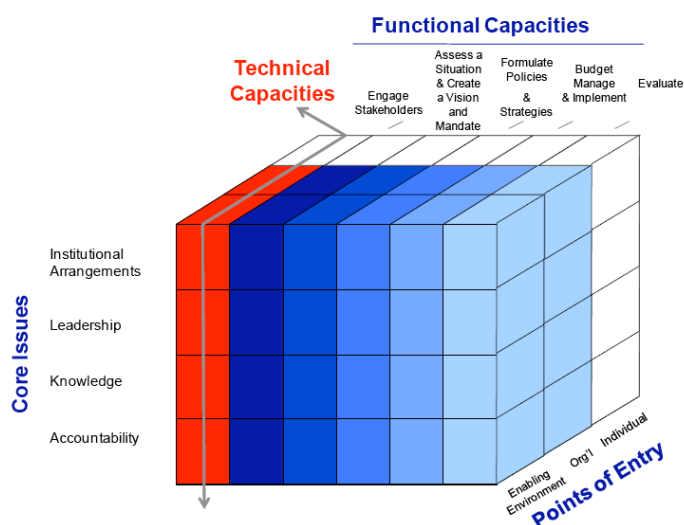 Functional Capacities
Technical
Capacities
Engage
Stakeholders
Assess a
Situation
& Create
a Vision
and
Mandate
Formulate
Policies
&
Strategies
Budget
Manage
& Implement
Evaluate
Core Issues
Institutional
Arrangements
Leadership
Knowledge
Accountability
Enabling
Environment
Org'l
Individual
Points of Entry